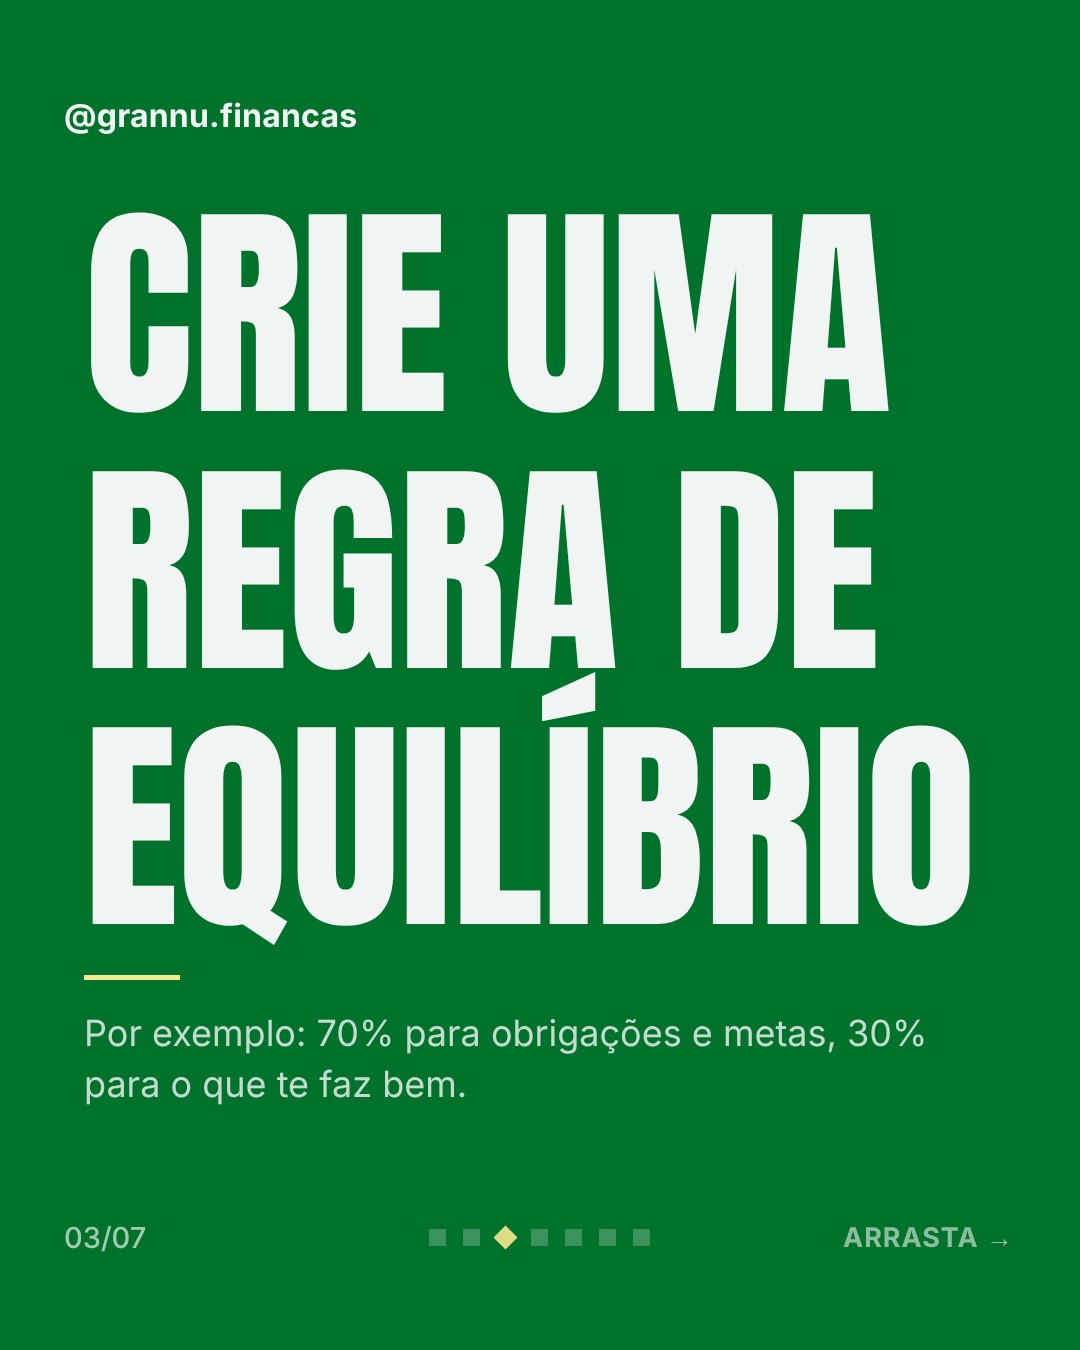 @grannu.financas
CRIE UMA
REGRA DE
EQUILÍBRIO
Por exemplo: 70% para obrigações e metas, 30%
para o que te faz bem.
03/07
ARRASTA →